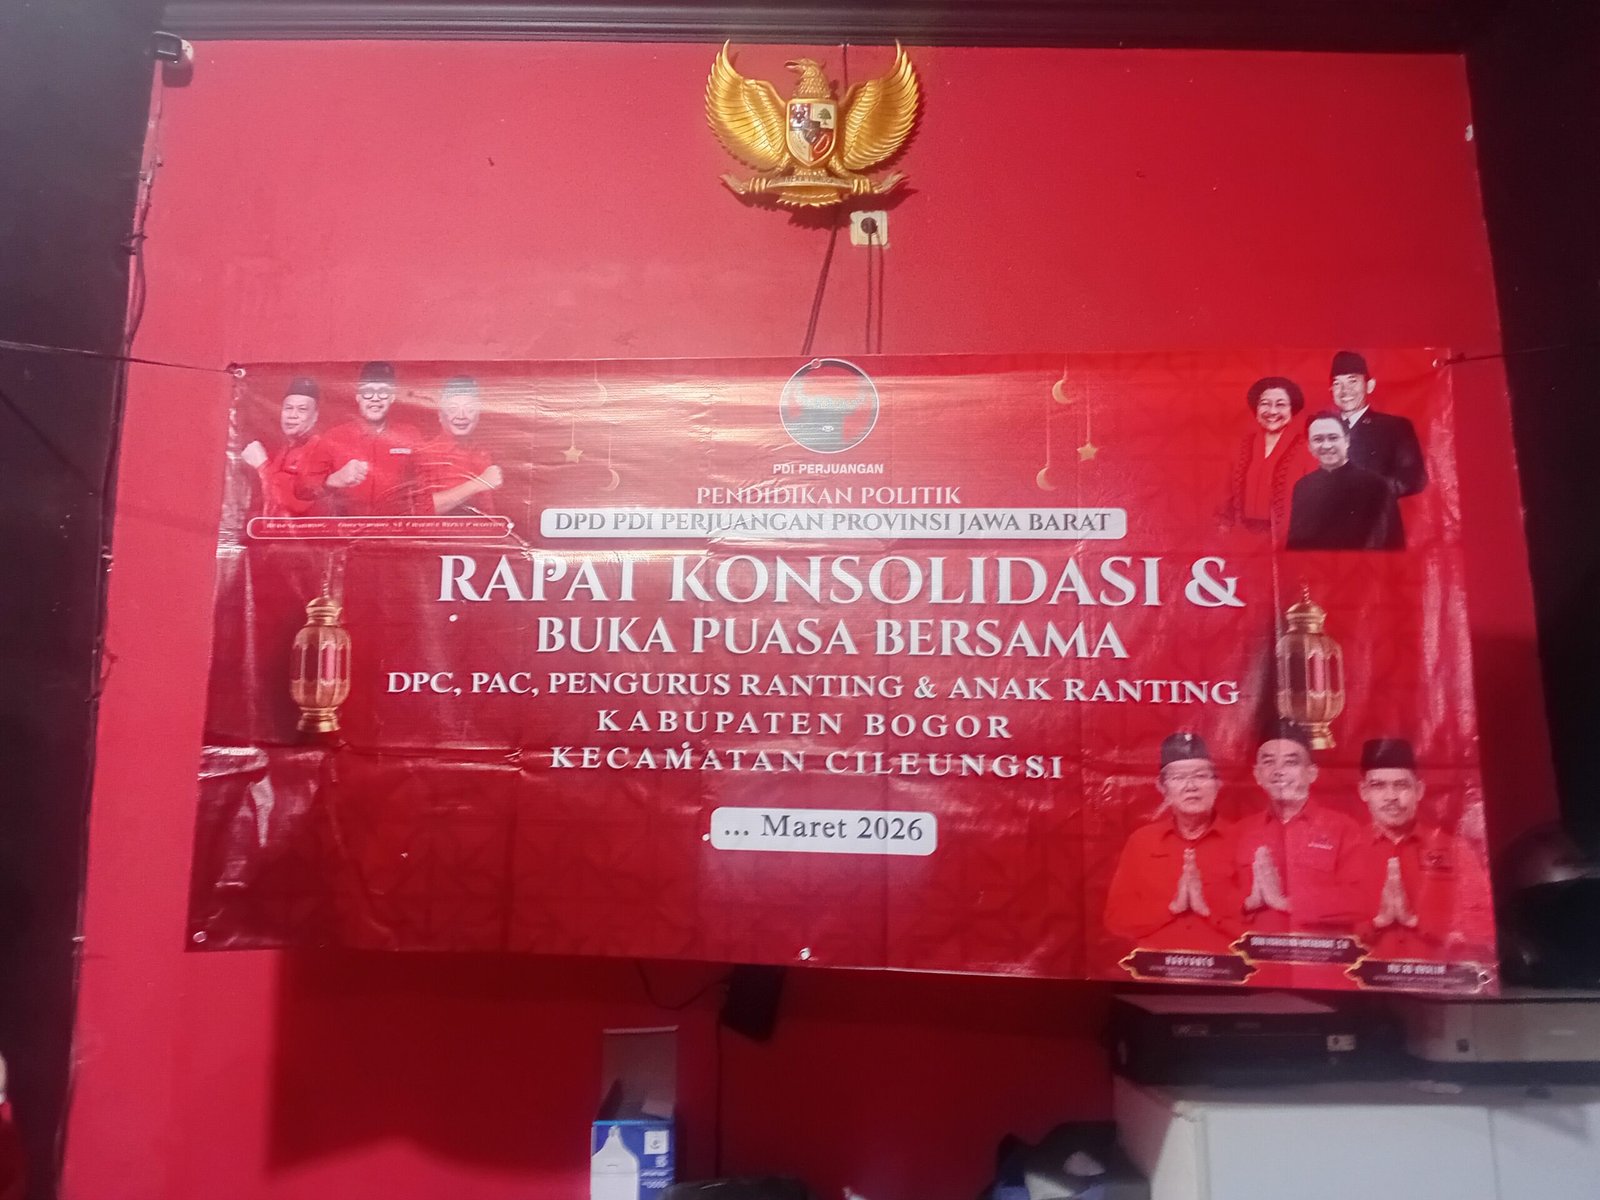 PDI PERJUANGAN
PENDIDIKAN POLITIK
DPD PDI PERJUANGAN PROVINSI JAWA BARAT
RAPAT KONSOLIDASI &
BUKA PUASA BERSAMA
DPC, PAC, PENGURUS RANTING & ANAK RANTING
KABUPATEN BOGOR
KECAMATAN CILEUNGSI
... Maret 2026